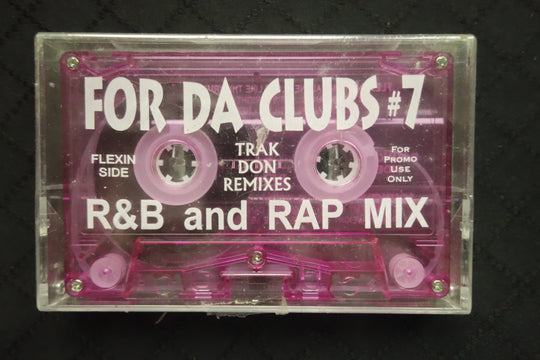 FOR DA CLUBS #7
FLEXIN
SIDE
TRAK
DON
REMIXES
FOR
PROMO
USE
ONLY
R&B and RAP MIX